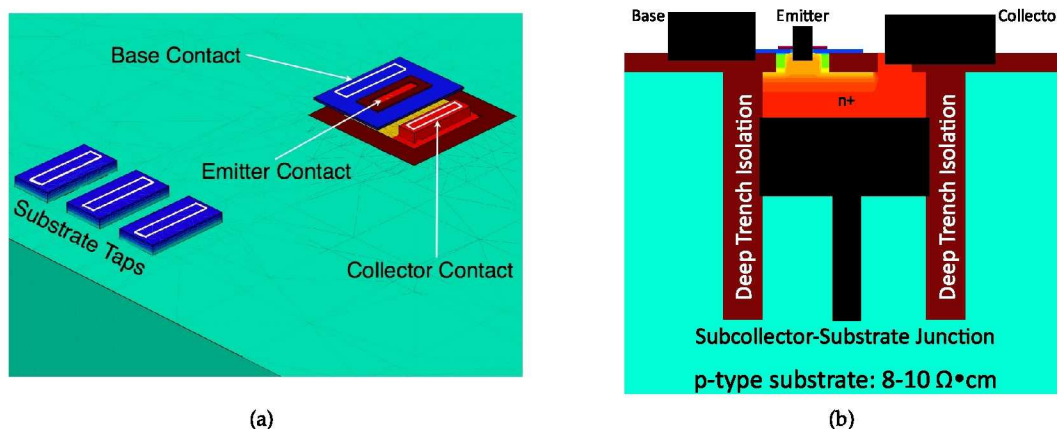 Base Contact
Emitter Contact
Substrate Taps
Collector Contact
(a)
Base
Emitter
Collecto
n+
Deep Trench Isolation
Deep Trench Isolation
Subcollector-Substrate Junction
p-type substrate: 8-10 Ω•cm
(b)